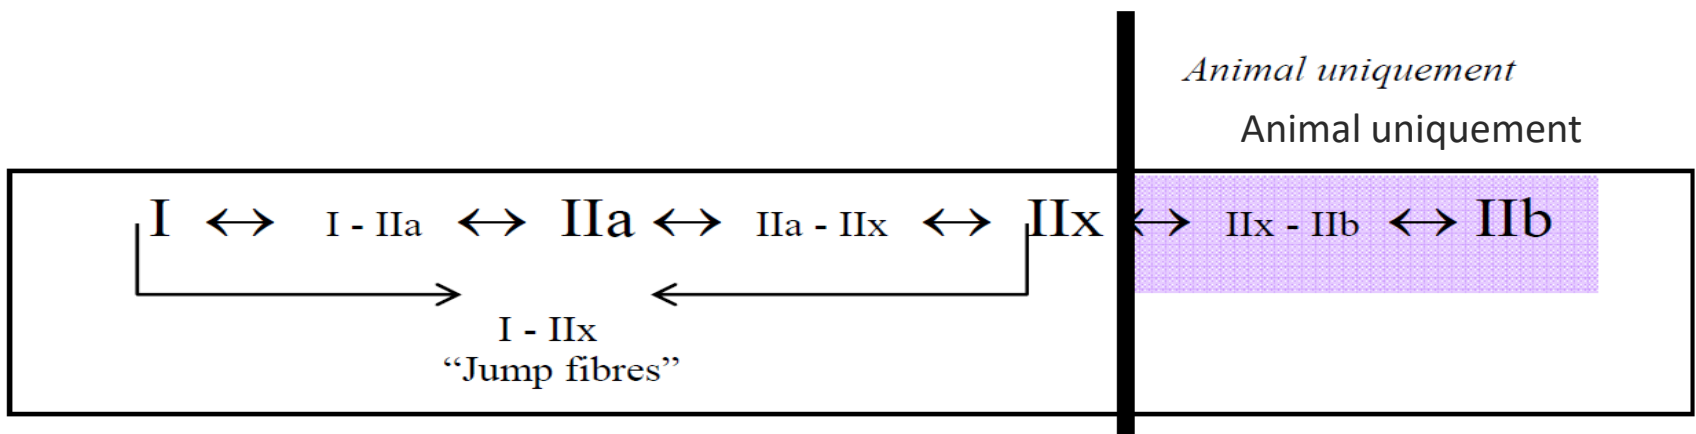 Animal uniquement
Animal uniquement
I ↔ I - IIa ↔ IIa ↔ IIa - IIx ↔ IIx ↔ IIx - IIb ↔ IIb
I - IIx
“Jump fibres”